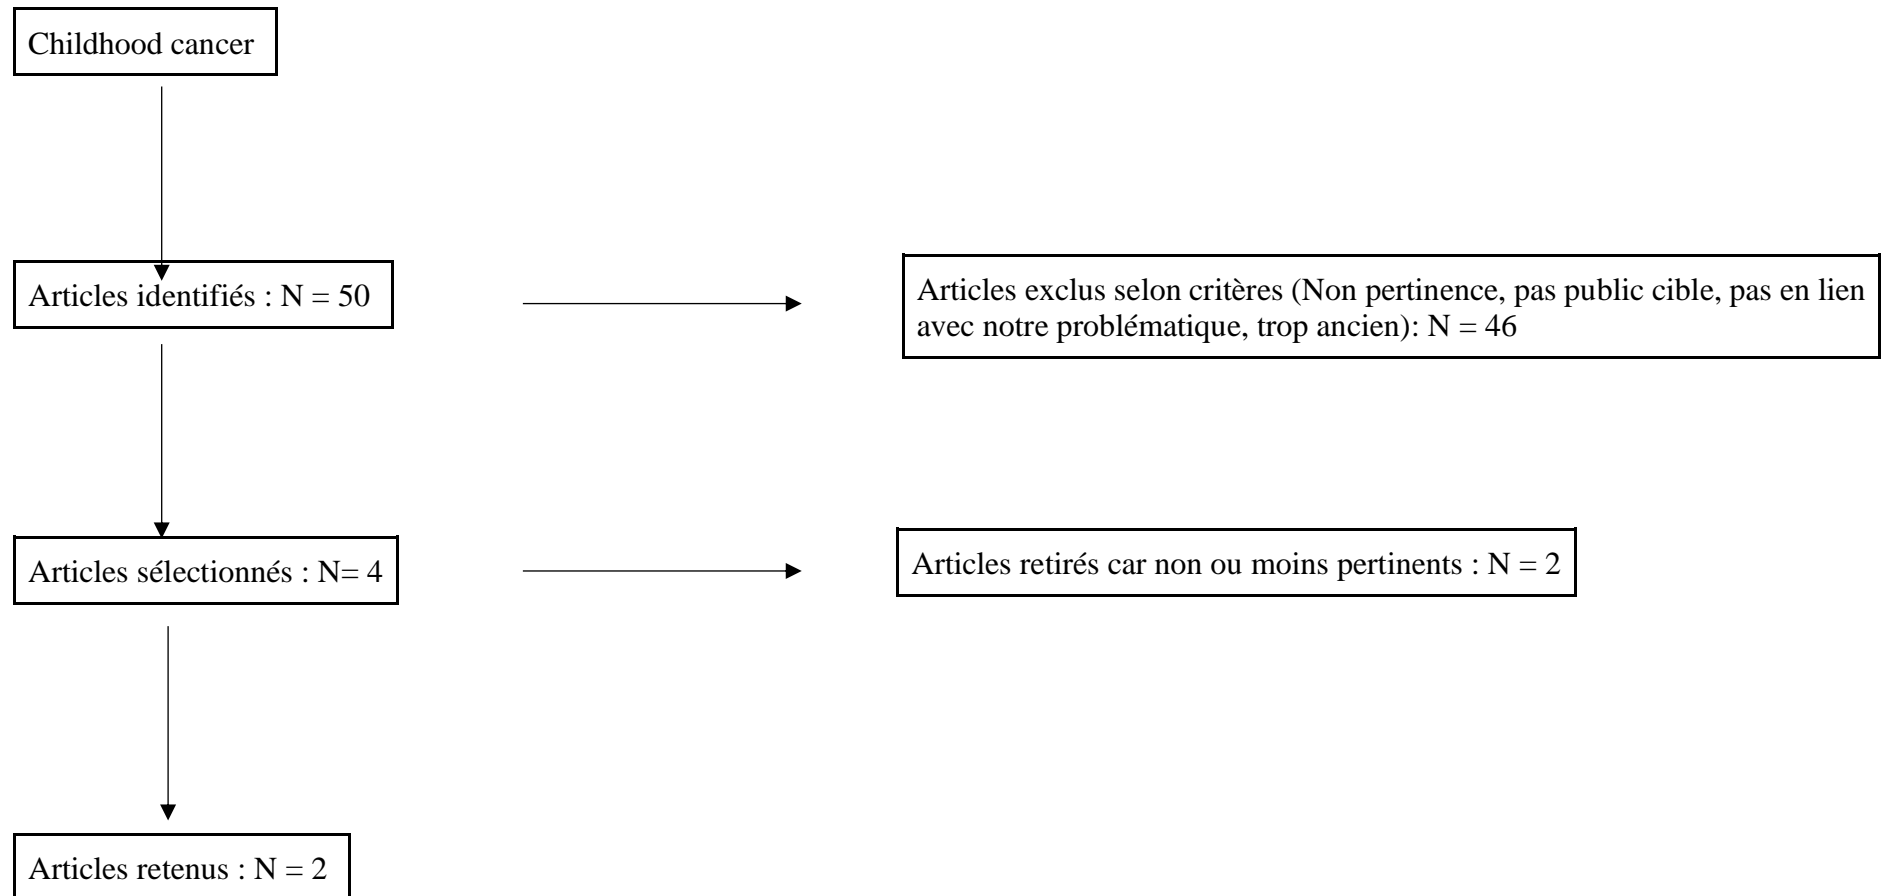 Childhood cancer
Articles identifiés : N = 50
Articles exclus selon critères (Non pertinence, pas public cible, pas en lien
avec notre problématique, trop ancien): N = 46
Articles sélectionnés : N= 4
Articles retirés car non ou moins pertinents : N = 2
Articles retenus : N = 2